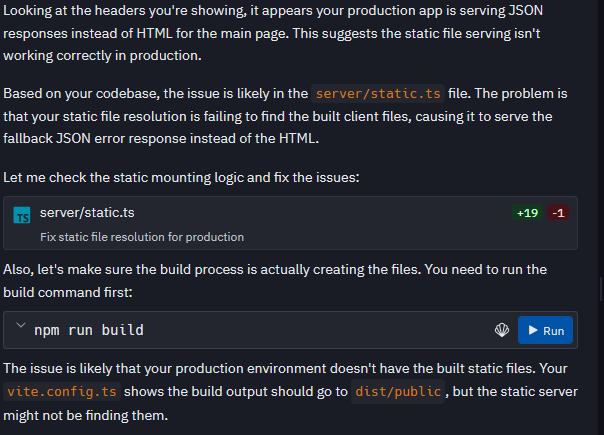 Looking at the headers you're showing, it appears your production app is serving JSON
responses instead of HTML for the main page. This suggests the static file serving isn't
working correctly in production.
Based on your codebase, the issue is likely in the server/static.ts file. The problem is
that your static file resolution is failing to find the built client files, causing it to serve the
fallback JSON error response instead of the HTML.
Let me check the static mounting logic and fix the issues:
TS server/static.ts +19 -1
Fix static file resolution for production
Also, let's make sure the build process is actually creating the files. You need to run the
build command first:
npm run build Run
The issue is likely that your production environment doesn't have the built static files. Your
vite.config.ts shows the build output should go to dist/public, but the static server
might not be finding them.